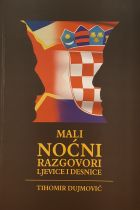 MALI
NOĆNI
RAZGOVORI
LJEVICE I DESNICE
TIHOMIR DUJMOVIĆ